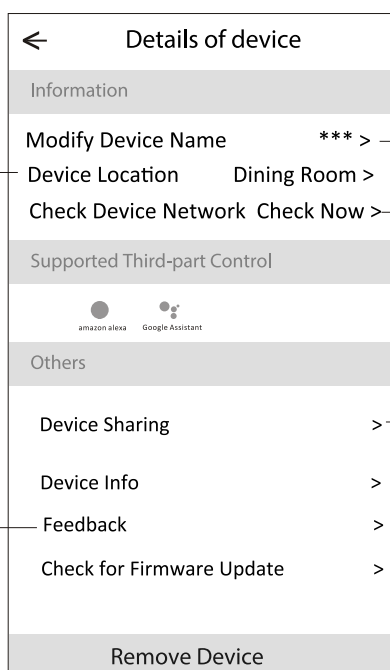 ← Details of device
Information
Modify Device Name *** >
Device Location Dining Room >
Check Device Network Check Now >
Supported Third-part Control
amazon alexa Google Assistant
Others
Device Sharing >
Device Info >
Feedback >
Check for Firmware Update >
Remove Device